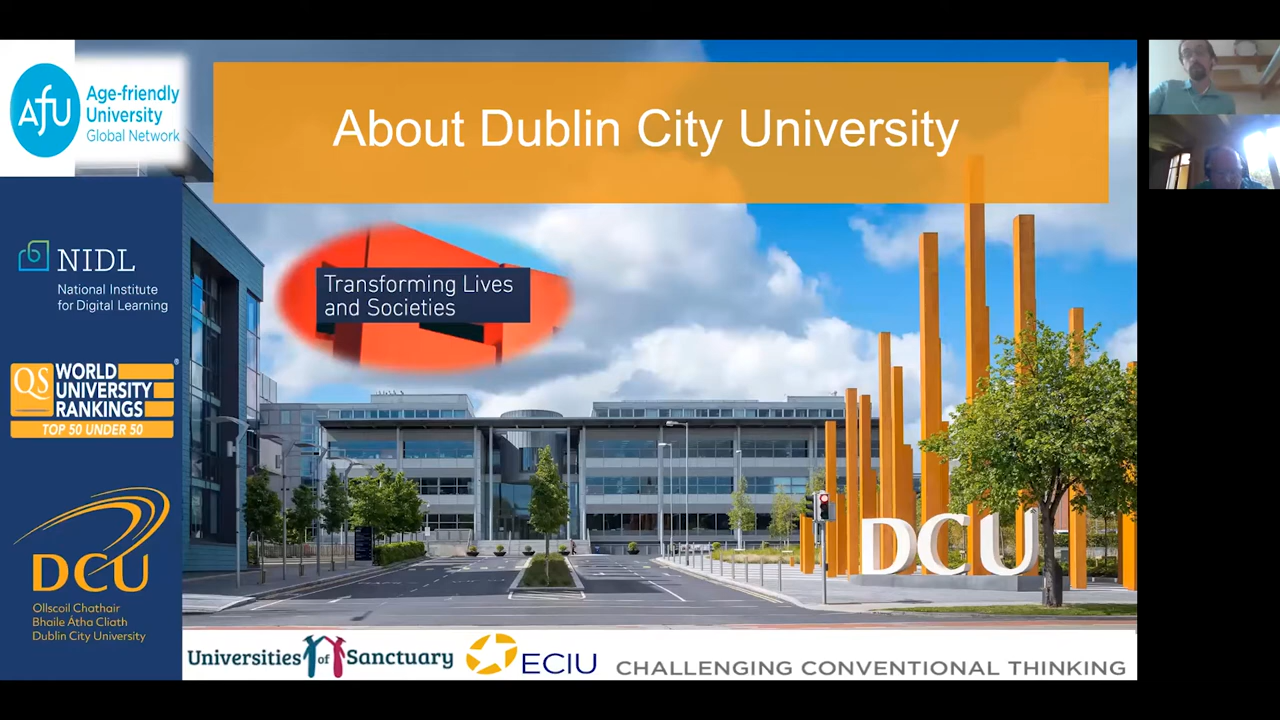 About Dublin City University
AfU
Age-friendly
University
Global Network
NIDL
National Institute
for Digital Learning
QS
WORLD
UNIVERSITY
RANKINGS
TOP 50 UNDER 50
DCU
Ollscoil Chathair
Bhaile Átha Cliath
Dublin City University
Transforming Lives
and Societies
DCU
Universities of Sanctuary
ECIU
CHALLENGING CONVENTIONAL THINKING